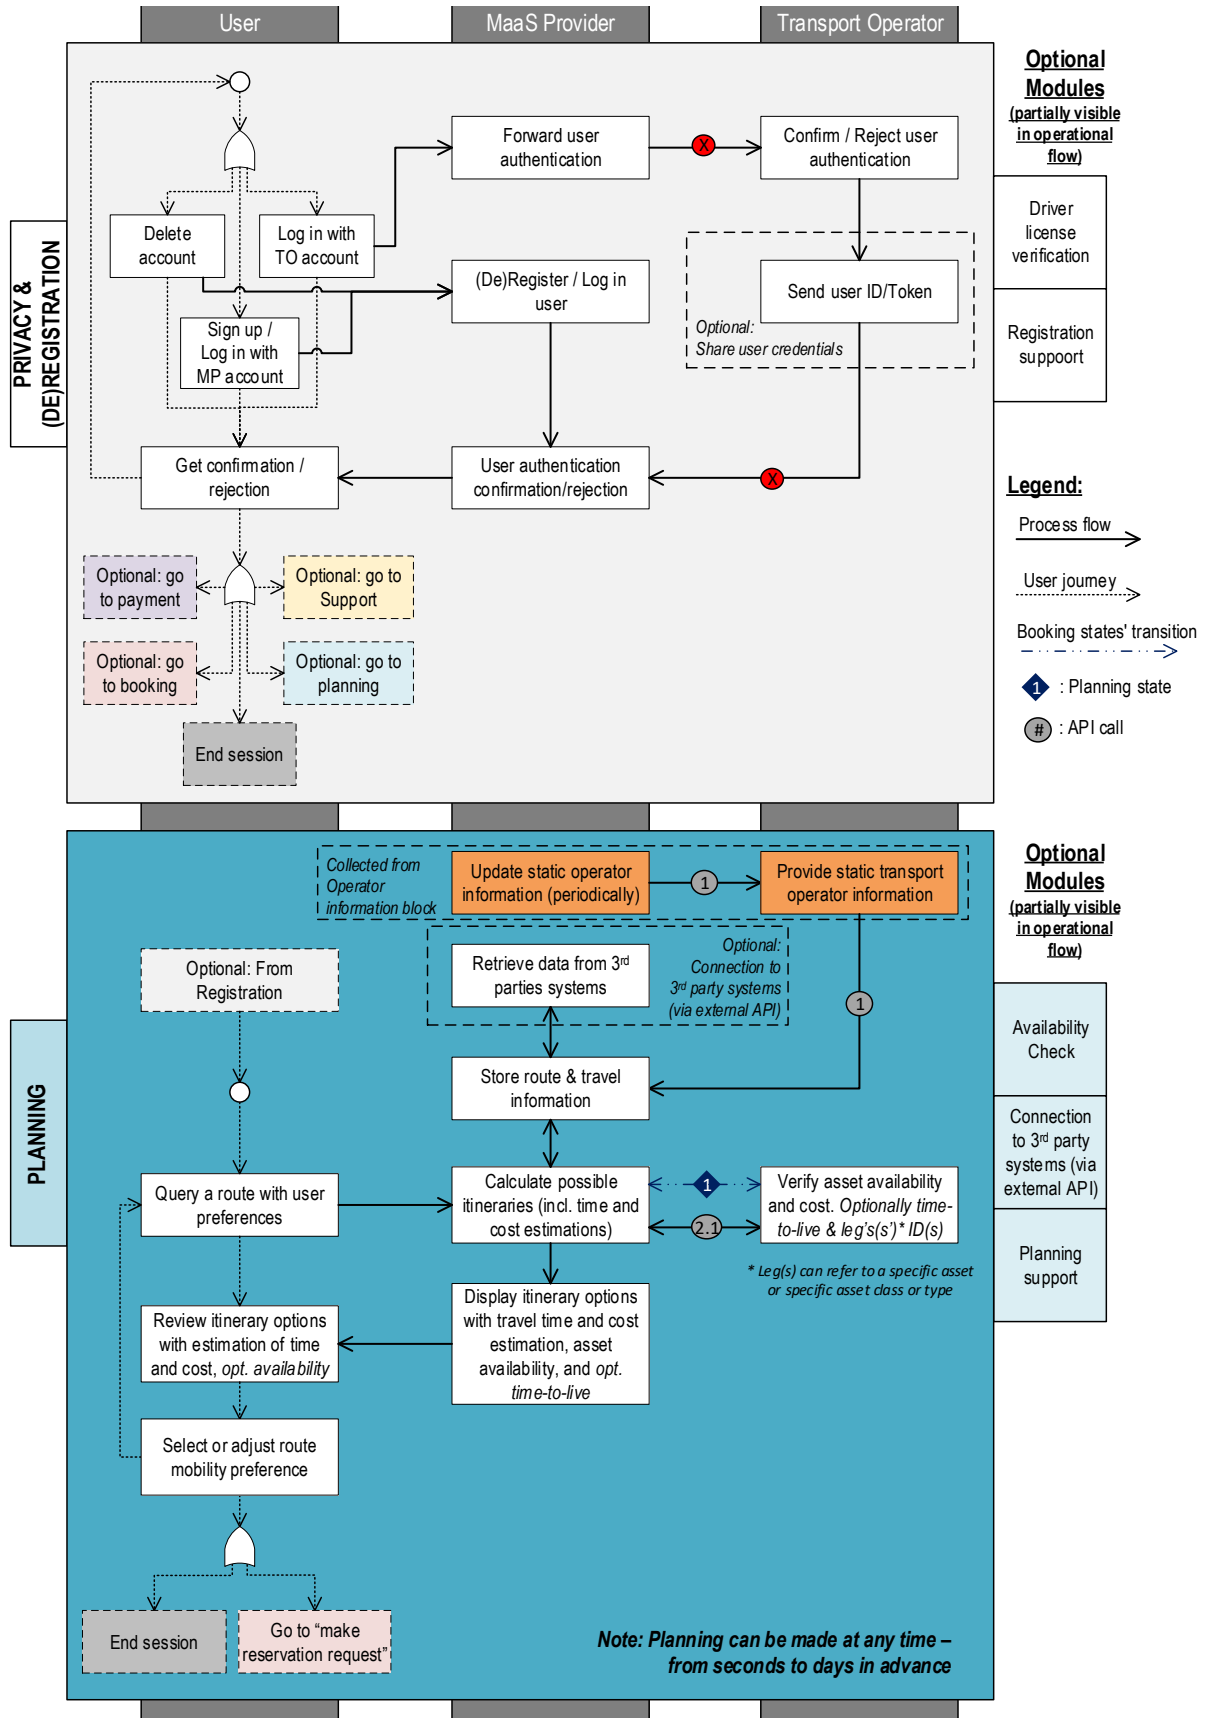 User
MaaS Provider
Transport Operator
PRIVACY &
(DE)REGISTRATION
Forward user
authentication
X
Confirm / Reject user
authentication
Delete
account
Log in with
TO account
(De)Register / Log in
user
Send user ID/Token
Optional:
Share user credentials
Sign up /
Log in with
MP account
Get confirmation /
rejection
User authentication
confirmation/rejection
X
Optional: go
to payment
Optional: go to
Support
Optional: go
to booking
Optional: go to
planning
End session
Optional
Modules
(partially visible
in operational
flow)
Driver
license
verification
Registration
suppoort
Legend:
Process flow
User journey
Booking states' transition
1 : Planning state
# : API call
PLANNING
Collected from
Operator
information block
Update static operator
information (periodically)
1
Provide static transport
operator information
Optional: From
Registration
Retrieve data from 3rd
parties systems
Optional:
Connection to
3rd party systems
(via external API)
1
Store route & travel
information
Query a route with user
preferences
Calculate possible
itineraries (incl. time and
cost estimations)
1
2.1
Verify asset availability
and cost. Optionally time-
to-live & leg's(s')* ID(s)
* Leg(s) can refer to a specific asset
or specific asset class or type
Review itinerary options
with estimation of time
and cost, opt. availability
Display itinerary options
with travel time and cost
estimation, asset
availability, and opt.
time-to-live
Select or adjust route
mobility preference
End session
Go to “make
reservation request”
Note: Planning can be made at any time –
from seconds to days in advance
Optional
Modules
(partially visible
in operational
flow)
Availability
Check
Connection
to 3rd party
systems (via
external API)
Planning
support